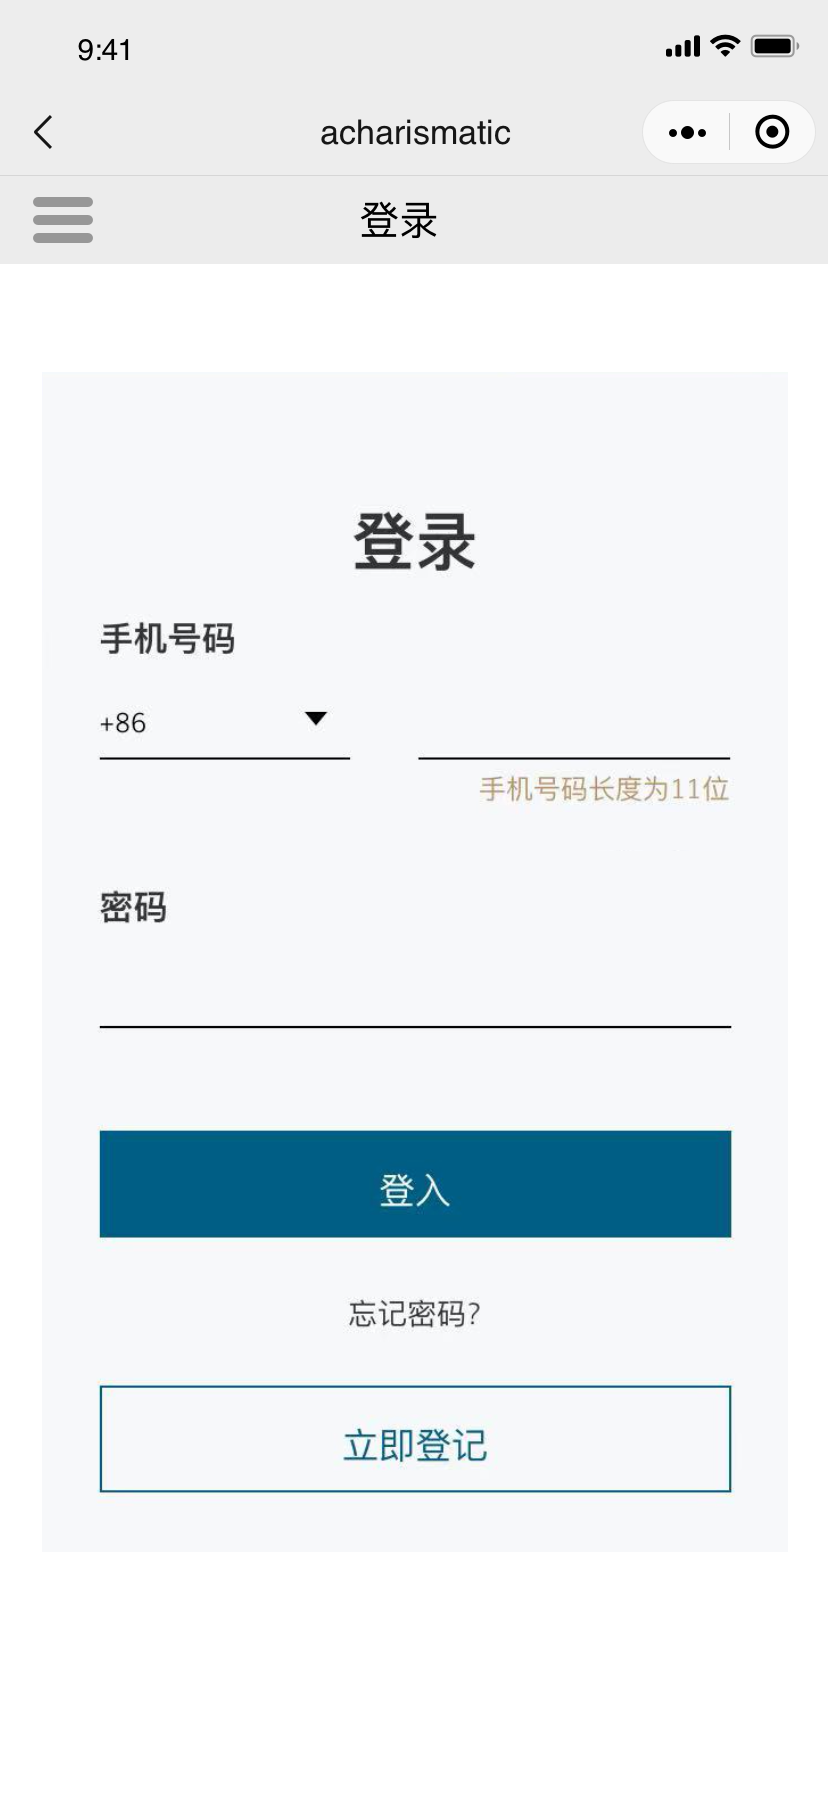 9:41
acharismatic
登录
登录
手机号码
+86
手机号码长度为11位
密码
登入
忘记密码?
立即登记